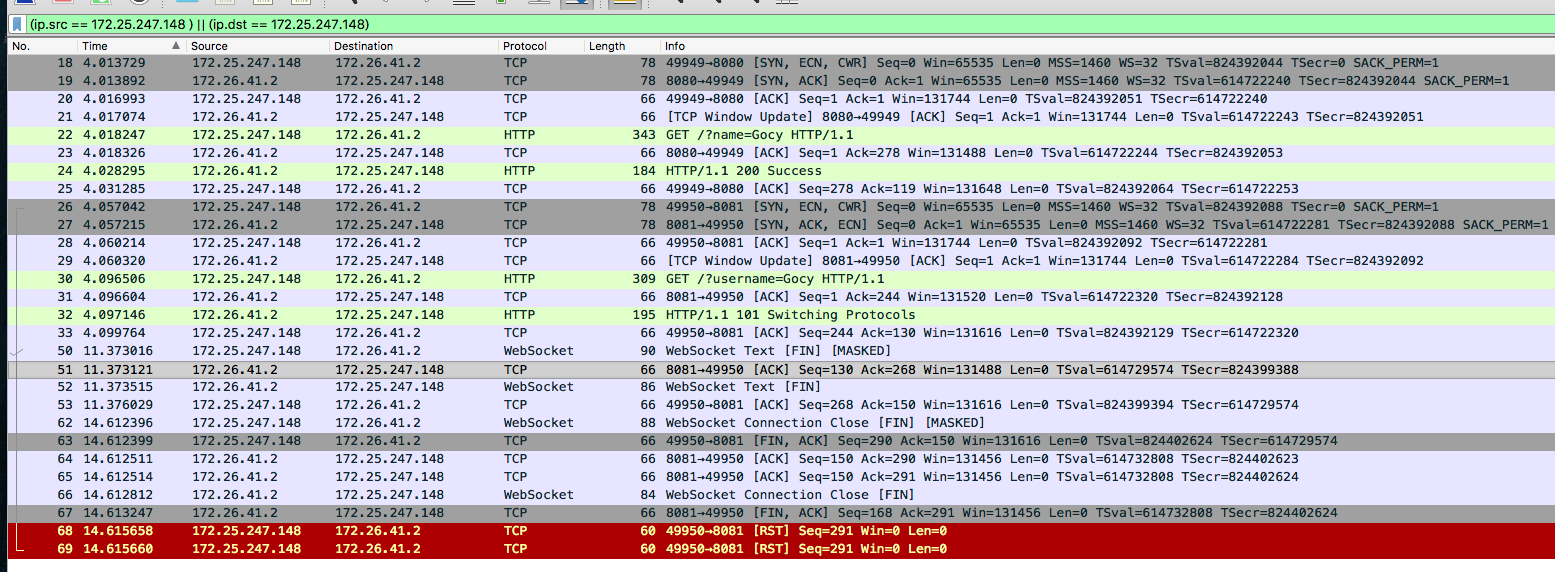 (ip.src == 172.25.247.148 ) || (ip.dst == 172.25.247.148)
No. Time Source Destination Protocol Length Info
18 4.013729 172.25.247.148 172.26.41.2 TCP 78 49949→8080 [SYN, ECN, CWR] Seq=0 Win=65535 Len=0 MSS=1460 WS=32 TSval=824392044 TSecr=0 SACK_PERM=1
19 4.013892 172.26.41.2 172.25.247.148 TCP 78 8080→49949 [SYN, ACK] Seq=0 Ack=1 Win=65535 Len=0 MSS=1460 WS=32 TSval=614722240 TSecr=824392044 SACK_PERM=1
20 4.016993 172.25.247.148 172.26.41.2 TCP 66 49949→8080 [ACK] Seq=1 Ack=1 Win=131744 Len=0 TSval=824392051 TSecr=614722240
21 4.017074 172.26.41.2 172.25.247.148 TCP 66 [TCP Window Update] 8080→49949 [ACK] Seq=1 Ack=1 Win=131744 Len=0 TSval=614722243 TSecr=824392051
22 4.018247 172.25.247.148 172.26.41.2 HTTP 343 GET /?name=Gocy HTTP/1.1
23 4.018326 172.26.41.2 172.25.247.148 TCP 66 8080→49949 [ACK] Seq=1 Ack=278 Win=131488 Len=0 TSval=614722244 TSecr=824392053
24 4.028295 172.26.41.2 172.25.247.148 HTTP 184 HTTP/1.1 200 Success
25 4.031285 172.25.247.148 172.26.41.2 TCP 66 49949→8080 [ACK] Seq=278 Ack=119 Win=131648 Len=0 TSval=824392064 TSecr=614722253
26 4.057042 172.25.247.148 172.26.41.2 TCP 78 49950→8081 [SYN, ECN, CWR] Seq=0 Win=65535 Len=0 MSS=1460 WS=32 TSval=824392088 TSecr=0 SACK_PERM=1
27 4.057215 172.26.41.2 172.25.247.148 TCP 78 8081→49950 [SYN, ACK, ECN] Seq=0 Ack=1 Win=65535 Len=0 MSS=1460 WS=32 TSval=614722281 TSecr=824392088 SACK_PERM=1
28 4.060214 172.25.247.148 172.26.41.2 TCP 66 49950→8081 [ACK] Seq=1 Ack=1 Win=131744 Len=0 TSval=824392092 TSecr=614722281
29 4.060320 172.26.41.2 172.25.247.148 TCP 66 [TCP Window Update] 8081→49950 [ACK] Seq=1 Ack=1 Win=131744 Len=0 TSval=614722284 TSecr=824392092
30 4.096506 172.25.247.148 172.26.41.2 HTTP 309 GET /?username=Gocy HTTP/1.1
31 4.096604 172.26.41.2 172.25.247.148 TCP 66 8081→49950 [ACK] Seq=1 Ack=244 Win=131520 Len=0 TSval=614722320 TSecr=824392128
32 4.097146 172.26.41.2 172.25.247.148 HTTP 195 HTTP/1.1 101 Switching Protocols
33 4.099764 172.25.247.148 172.26.41.2 TCP 66 49950→8081 [ACK] Seq=244 Ack=130 Win=131616 Len=0 TSval=824392129 TSecr=614722320
50 11.373016 172.25.247.148 172.26.41.2 WebSocket 90 WebSocket Text [FIN] [MASKED]
51 11.373121 172.26.41.2 172.25.247.148 TCP 66 8081→49950 [ACK] Seq=130 Ack=268 Win=131488 Len=0 TSval=614729574 TSecr=824399388
52 11.373515 172.26.41.2 172.25.247.148 WebSocket 86 WebSocket Text [FIN]
53 11.376029 172.25.247.148 172.26.41.2 TCP 66 49950→8081 [ACK] Seq=268 Ack=150 Win=131616 Len=0 TSval=824399394 TSecr=614729574
62 14.612396 172.25.247.148 172.26.41.2 WebSocket 88 WebSocket Connection Close [FIN] [MASKED]
63 14.612399 172.25.247.148 172.26.41.2 TCP 66 49950→8081 [FIN, ACK] Seq=290 Ack=150 Win=131616 Len=0 TSval=824402624 TSecr=614729574
64 14.612511 172.26.41.2 172.25.247.148 TCP 66 8081→49950 [ACK] Seq=150 Ack=290 Win=131456 Len=0 TSval=614732808 TSecr=824402623
65 14.612514 172.26.41.2 172.25.247.148 TCP 66 8081→49950 [ACK] Seq=150 Ack=291 Win=131456 Len=0 TSval=614732808 TSecr=824402624
66 14.612812 172.26.41.2 172.25.247.148 WebSocket 84 WebSocket Connection Close [FIN]
67 14.613247 172.26.41.2 172.25.247.148 TCP 66 8081→49950 [FIN, ACK] Seq=168 Ack=291 Win=131456 Len=0 TSval=614732808 TSecr=824402624
68 14.615658 172.25.247.148 172.26.41.2 TCP 60 49950→8081 [RST] Seq=291 Win=0 Len=0
69 14.615660 172.25.247.148 172.26.41.2 TCP 60 49950→8081 [RST] Seq=291 Win=0 Len=0